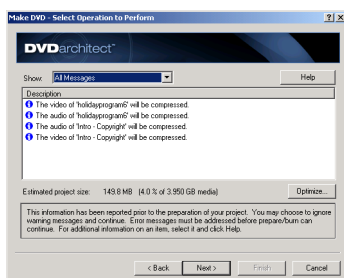 Make DVD - Select Operation to Perform
DVDarchitect™
Show: All Messages
Help
Description
The video of 'holidayprogram6' will be compressed.
The audio of 'holidayprogram6' will be compressed.
The audio of 'Intro - Copyright' will be compressed.
The video of 'Intro - Copyright' will be compressed.
Estimated project size: 149.8 MB (4.0 % of 3.950 GB media)
Optimize...
This information has been reported prior to the preparation of your project. You may choose to ignore
warning messages and continue. Error messages must be addressed before prepare/burn can
continue. For additional information on an item, select it and click Help.
< Back
Next >
Finish
Cancel